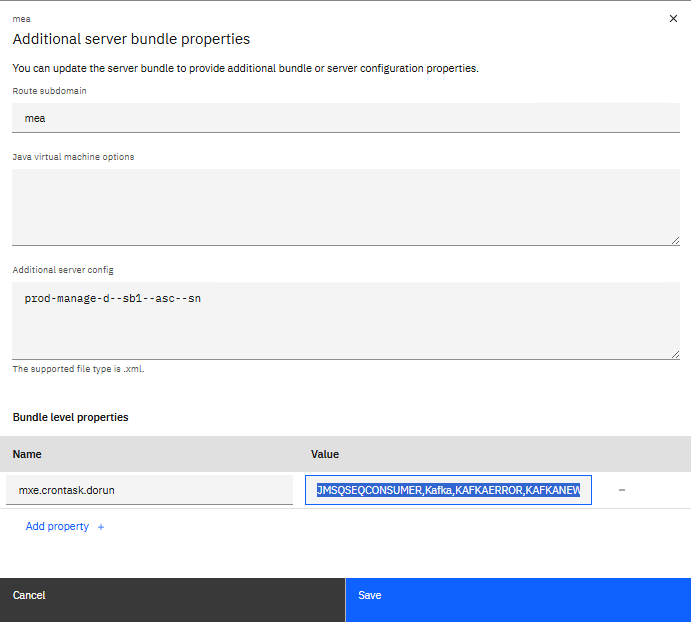 mea
Additional server bundle properties
You can update the server bundle to provide additional bundle or server configuration properties.
Route subdomain
mea
Java virtual machine options
Additional server config
prod-manage-d--sb1--asc--sn
The supported file type is .xml.
Bundle level properties
Name Value
mxe.crontask.dorun JMSQSEQCONSUMER,Kafka,KAFKAERROR,KAFKANEW
Add property +
Cancel Save